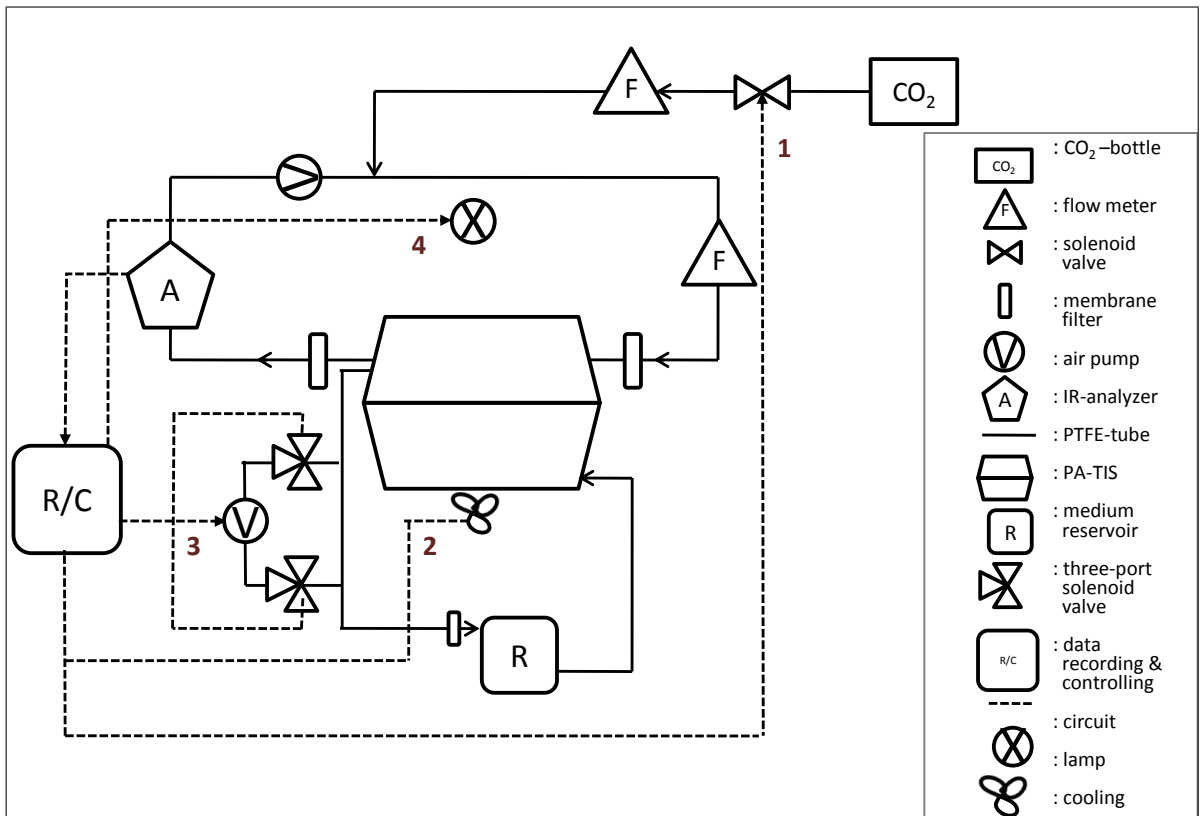 F
CO2
1
V
4
F
A
R/C
V
3
2
R
CO2
: CO2 –bottle
F
: flow meter
: solenoid
valve
: membrane
filter
V
: air pump
A
: IR-analyzer
: PTFE-tube
: PA-TIS
R
: medium
reservoir
: three-port
solenoid
valve
R/C
: data
recording &
controlling
: circuit
: lamp
: cooling